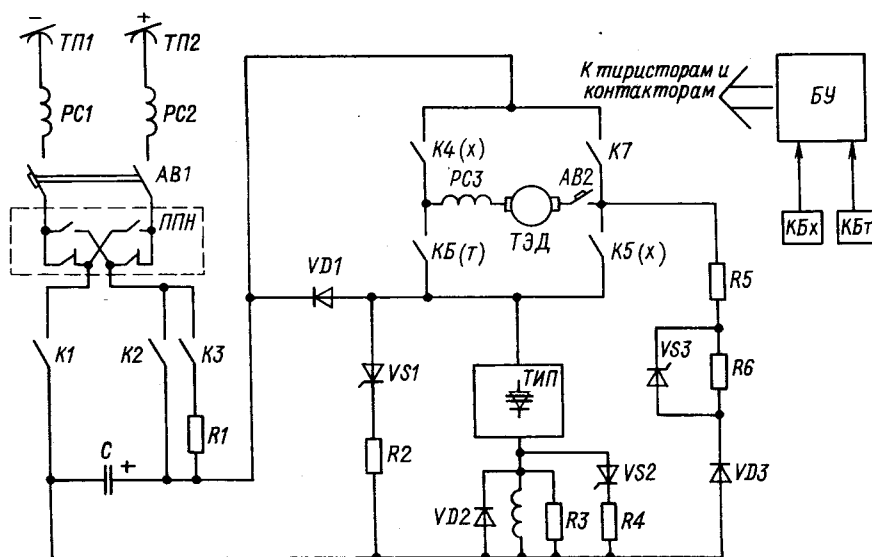 −
+
ТП1
ТП2
РС1
РС2
АВ1
ППН
К1
К2
К3
R1
С
+
VD1
VS1
R2
К4(х)
К7
РС3
АВ2
ТЭД
КБ(т)
К5(х)
ТИП
VD2
R3
VS2
R4
R5
VS3
R6
VD3
К тиристорам и
контакторам
БУ
КБх
КБт